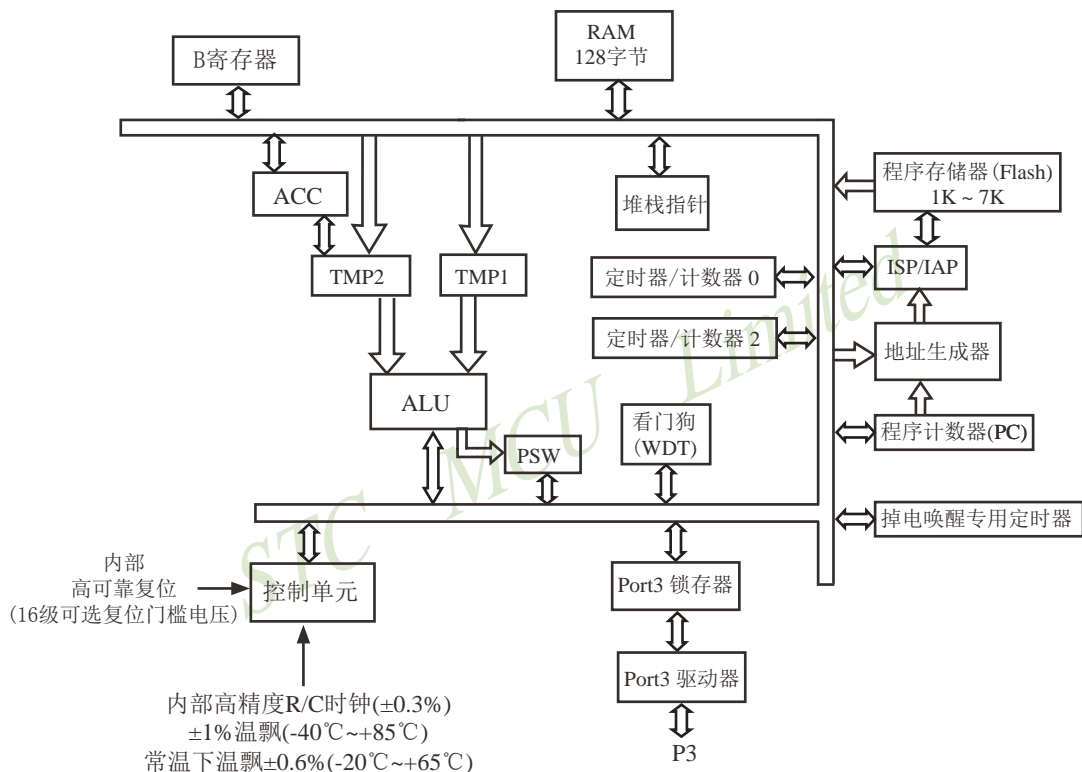 B寄存器
RAM
128字节
ACC
堆栈指针
程序存储器(Flash)
1K ~ 7K
TMP2
TMP1
定时器/计数器 0
ISP/IAP
定时器/计数器 2
地址生成器
ALU
看门狗
(WDT)
程序计数器(PC)
PSW
掉电唤醒专用定时器
内部
高可靠复位
(16级可选复位门槛电压)
控制单元
Port3 锁存器
Port3 驱动器
内部高精度R/C时钟(±0.3%)
±1%温飘(-40℃~+85℃)
常温下温飘±0.6%(-20℃~+65℃)
P3
STC MCU Limited